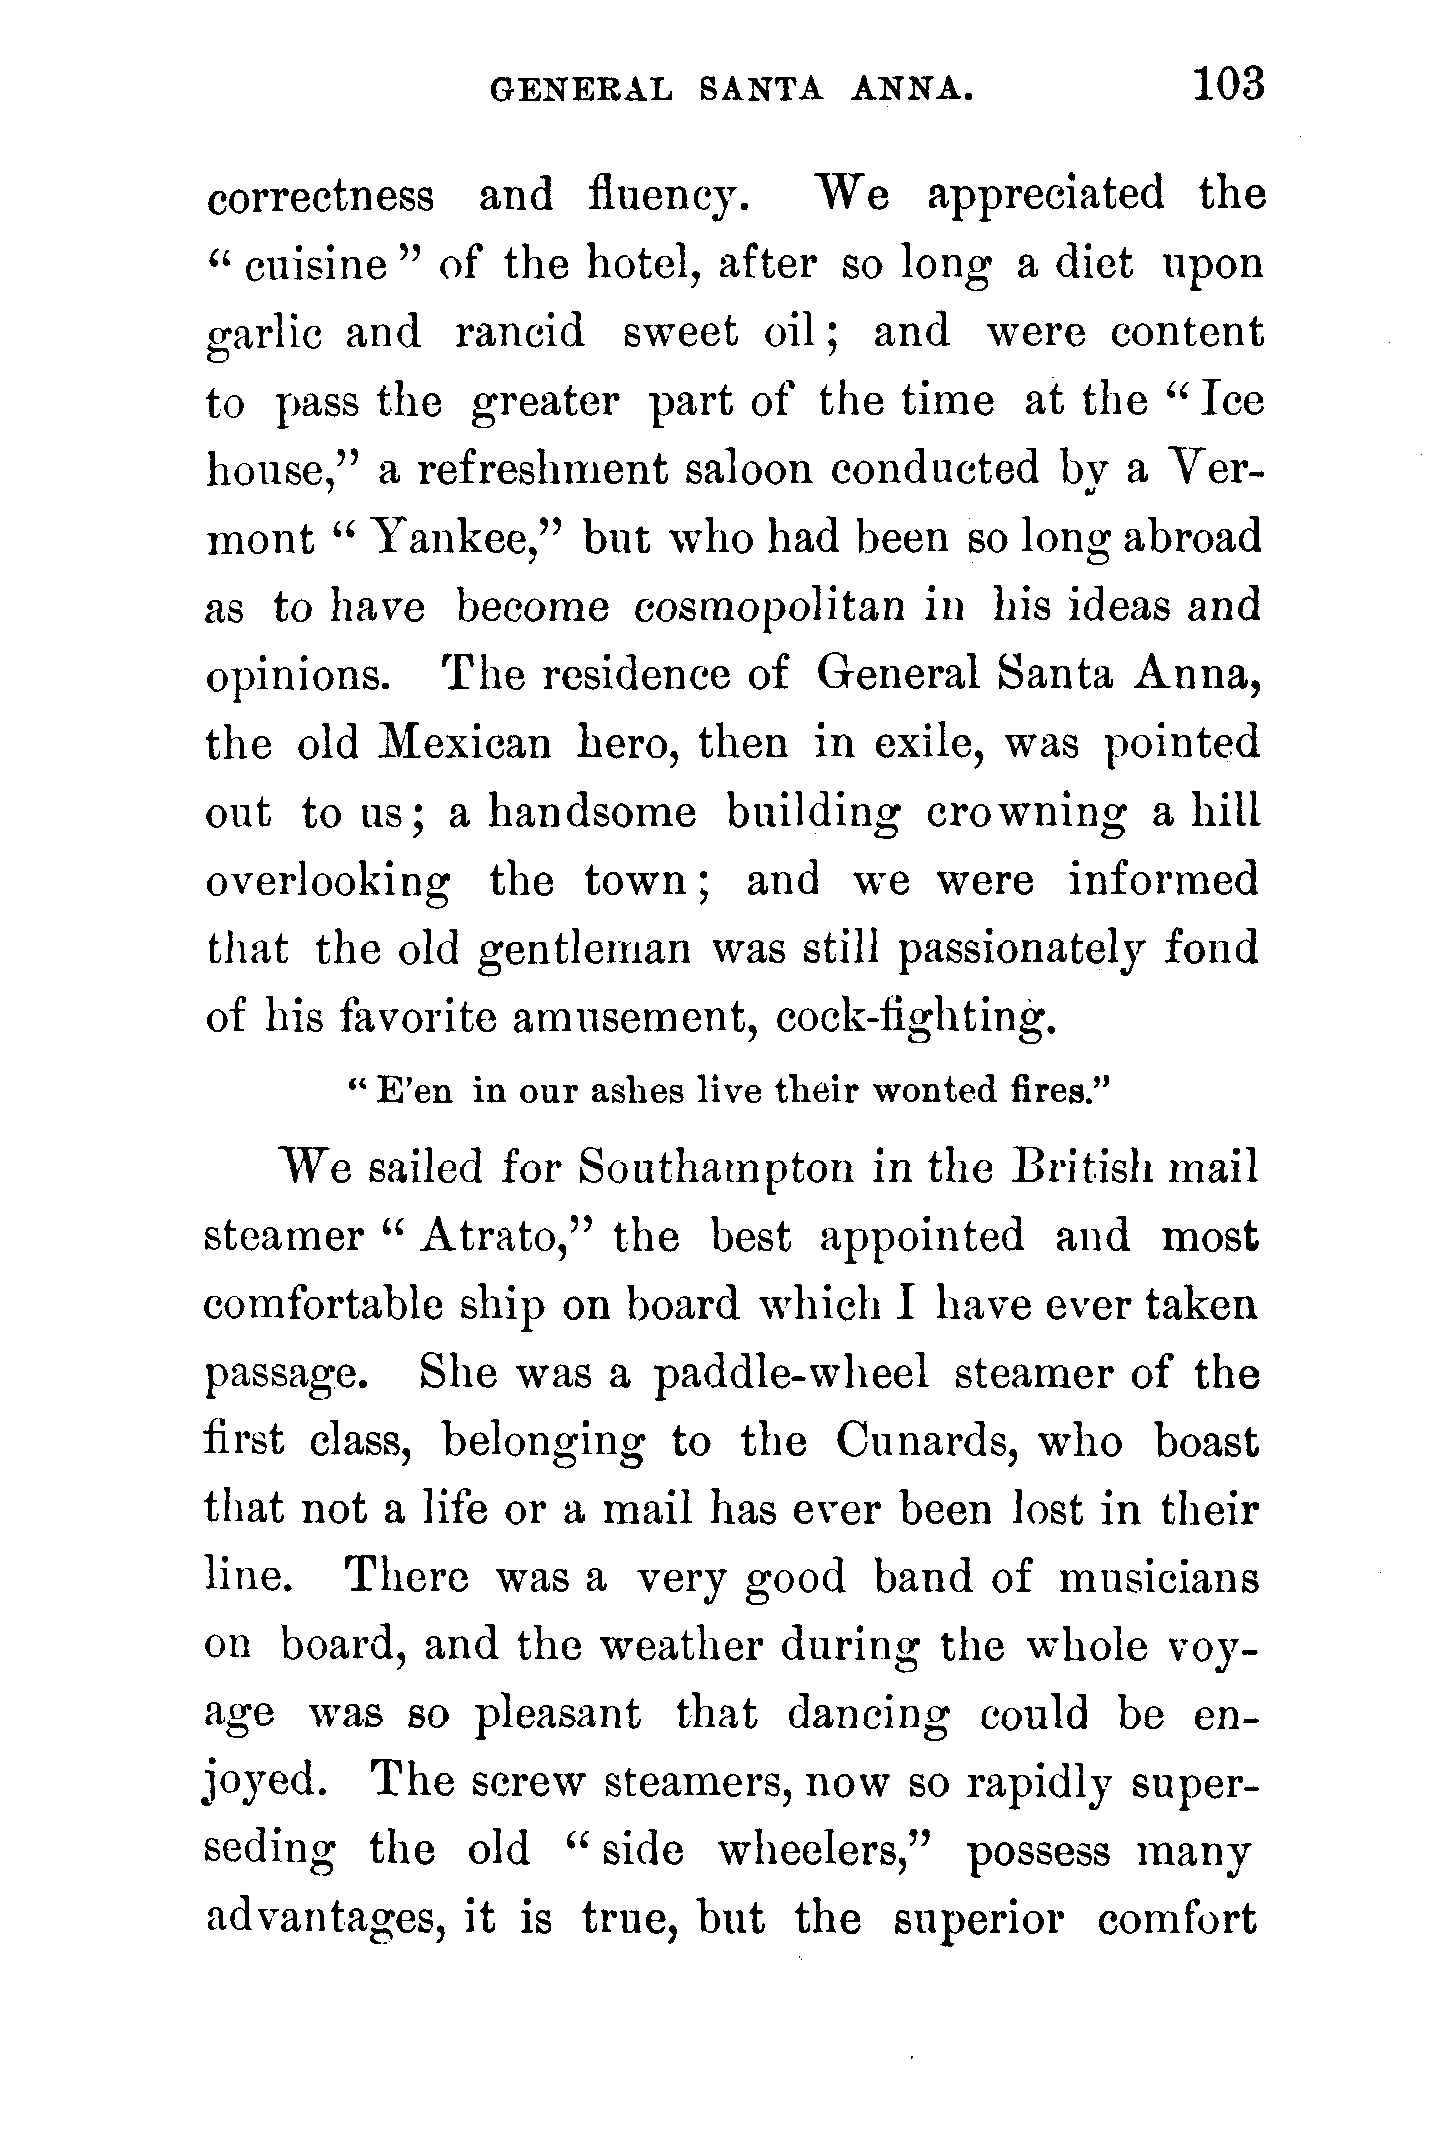 GENERAL SANTA ANNA. 103
correctness and fluency. We appreciated the
“ cuisine ” of the hotel, after so long a diet upon
garlic and rancid sweet oil ; and were content
to pass the greater part of the time at the “ Ice
house,” a refreshment saloon conducted by a Ver-
mont “ Yankee,” but who had been so long abroad
as to have become cosmopolitan in his ideas and
opinions. The residence of General Santa Anna,
the old Mexican hero, then in exile, was pointed
out to us ; a handsome building crowning a hill
overlooking the town ; and we were informed
that the old gentleman was still passionately fond
of his favorite amusement, cock-fighting.
“ E’en in our ashes live their wonted fires.”
We sailed for Southampton in the British mail
steamer “ Atrato,” the best appointed and most
comfortable ship on board which I have ever taken
passage. She was a paddle-wheel steamer of the
first class, belonging to the Cunards, who boast
that not a life or a mail has ever been lost in their
line. There was a very good band of musicians
on board, and the weather during the whole voy-
age was so pleasant that dancing could be en-
joyed. The screw steamers, now so rapidly super-
seding the old “ side wheelers,” possess many
advantages, it is true, but the superior comfort